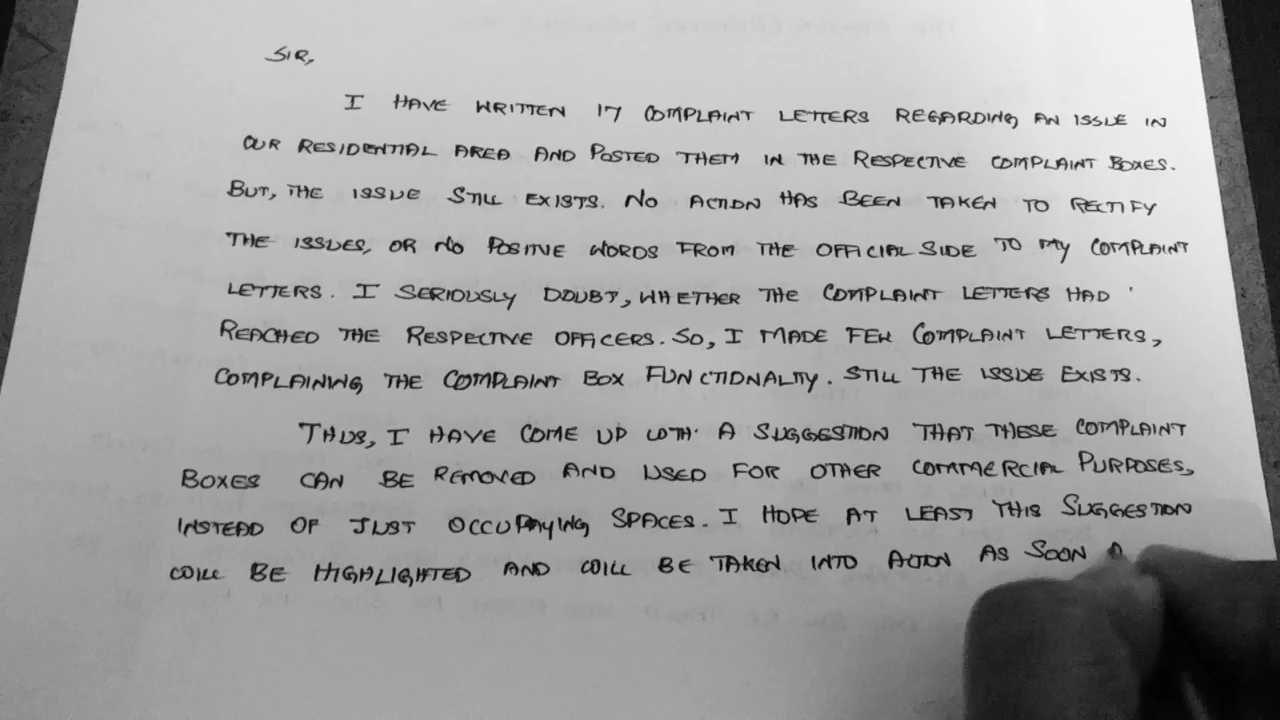 SIR,
I HAVE WRITTEN 17 COMPLAINT LETTERS REGARDING AN ISSUE IN
OUR RESIDENTIAL AREA AND POSTED THEM IN THE RESPECTIVE COMPLAINT BOXES.
BUT, THE ISSUE STILL EXISTS. NO ACTION HAS BEEN TAKEN TO RECTIFY
THE ISSUES, OR NO POSITIVE WORDS FROM THE OFFICIAL SIDE TO MY COMPLAINT
LETTERS. I SERIOUSLY DOUBT, WHETHER THE COMPLAINT LETTERS HAD
REACHED THE RESPECTIVE OFFICERS. SO, I MADE FEW COMPLAINT LETTERS,
COMPLAINING THE COMPLAINT BOX FUNCTIONALITY. STILL THE ISSUE EXISTS.
THUS, I HAVE COME UP WITH A SUGGESTION THAT THESE COMPLAINT
BOXES CAN BE REMOVED AND USED FOR OTHER COMMERCIAL PURPOSES,
INSTEAD OF JUST OCCUPAYING SPACES. I HOPE AT LEAST THIS SUGGESTION
WILL BE HIGHLIGHTED AND WILL BE TAKEN INTO ACTION AS SOON